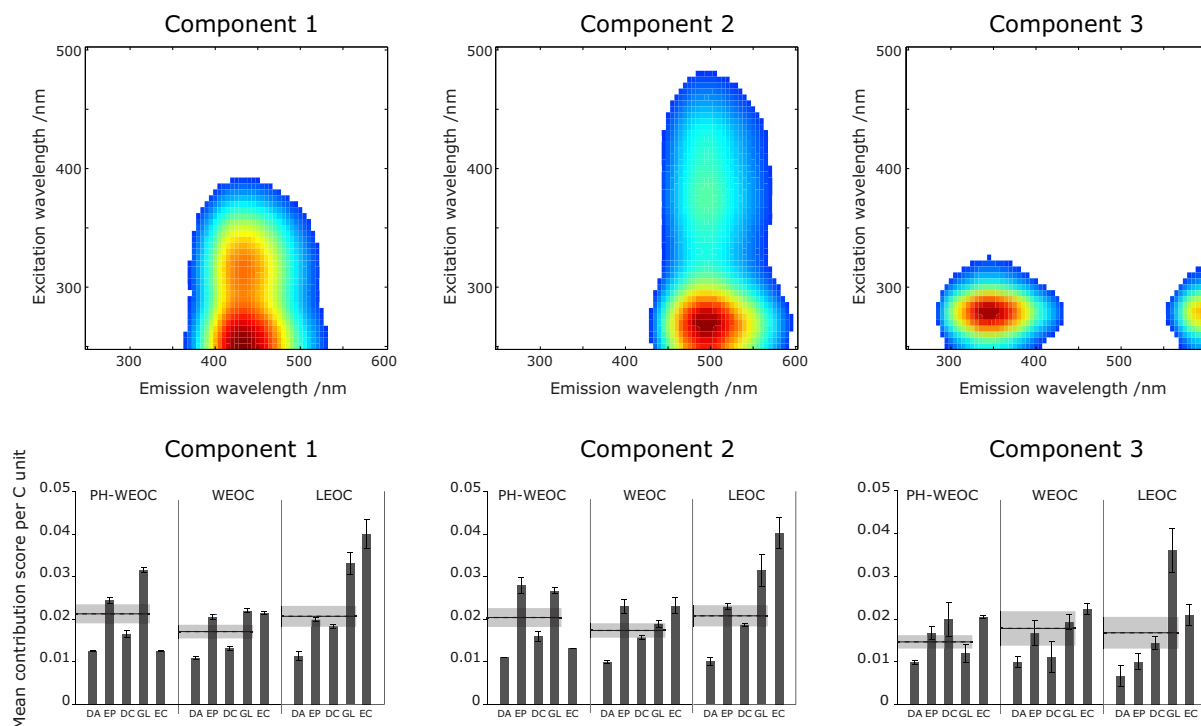 Component 1
Component 2
Component 3
500
400
300
Excitation wavelength /nm
300
400
500
600
Emission wavelength /nm
500
400
300
Excitation wavelength /nm
300
400
500
600
Emission wavelength /nm
500
400
300
Excitation wavelength /nm
300
400
500
Emission wavelength /nm
Component 1
Component 2
Component 3
Mean contribution score per C unit
0.05
0.04
0.03
0.02
0.01
0
PH-WEOC WEOC LEOC
DA EP DC GL EC DA EP DC GL EC DA EP DC GL EC
0.05
0.04
0.03
0.02
0.01
0
PH-WEOC WEOC LEOC
DA EP DC GL EC DA EP DC GL EC DA EP DC GL EC
0.05
0.04
0.03
0.02
0.01
0
PH-WEOC WEOC LEOC
DA EP DC GL EC DA EP DC GL EC DA EP DC GL EC